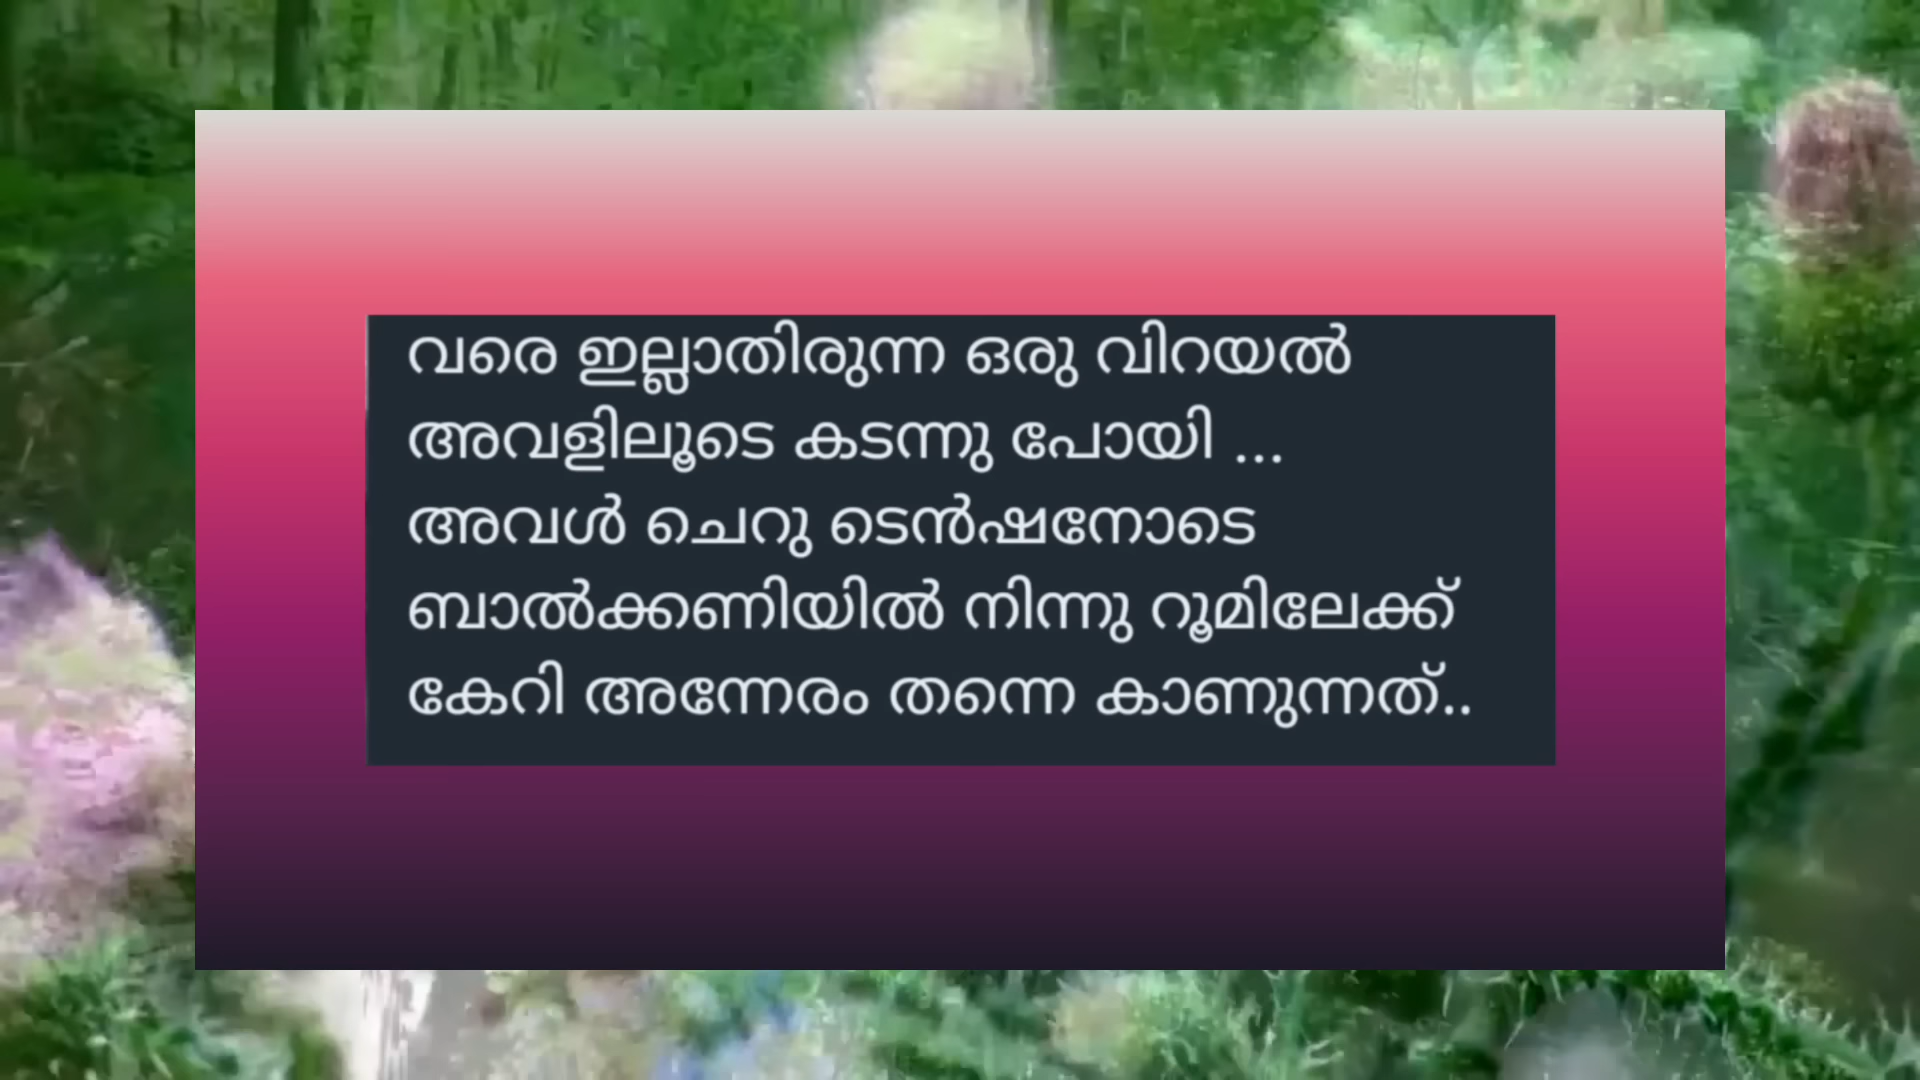 വരെ ഇല്ലാതിരുന്ന ഒരു വിറയൽ
അവളിലൂടെ കടന്നു പോയി ...
അവൾ ചെറു ടെൻഷനോടെ
ബാൽക്കണിയിൽ നിന്നു റൂമിലേക്ക്
കേറി അന്നേരം തന്നെ കാണുന്നത്..